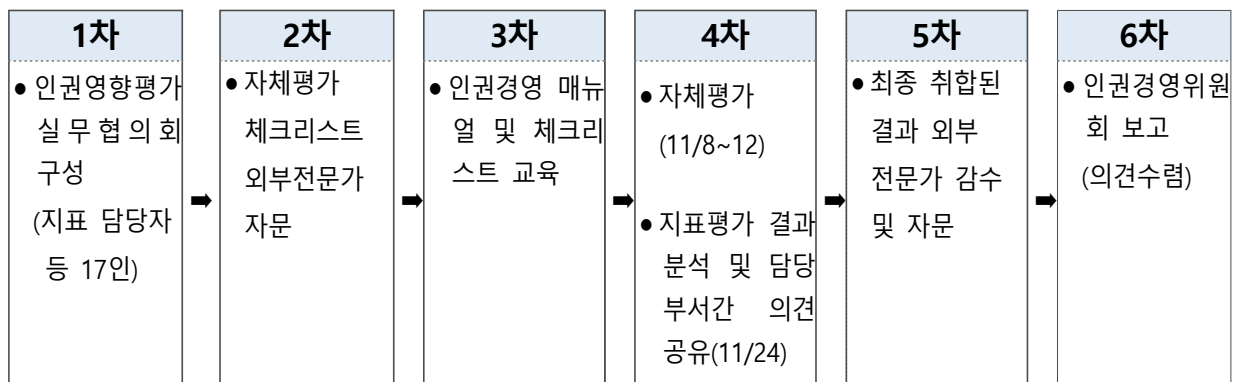 1차
● 인권영향평가
실무협의회
구성
(지표 담당자
등 17인)
➡
2차
● 자체평가
체크리스트
외부전문가
자문
➡
3차
● 인권경영 매뉴
얼 및 체크리
스트 교육
➡
4차
● 자체평가
(11/8~12)
● 지표평가 결과
분석 및 담당
부서간 의견
공유(11/24)
➡
5차
● 최종 취합된
결과 외부
전문가 감수
및 자문
➡
6차
● 인권경영위원
회 보고
(의견수렴)